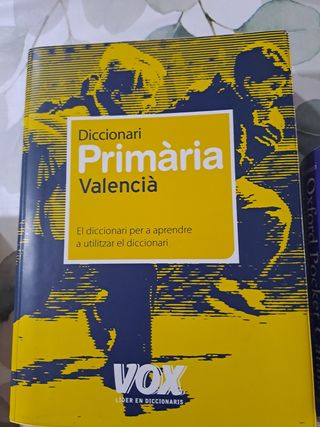 Diccionari
Primària
Valencià
El diccionari per a aprendre
a utilitzar el diccionari
VOX
LÍDER EN DICCIONARIS
Oxford Pocket